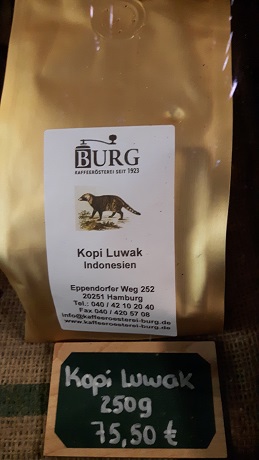 BURG
KAFFEERÖSTEREI SEIT 1923
Kopi Luwak
Indonesien
Eppendorfer Weg 252
20251 Hamburg
Tel.: 040 / 42 10 20 40
Fax 040 / 420 57 08
info@kaffeeroesterei-burg.de
www.kaffeeroesterei-burg.de
Kopi Luwak
250g
75,50 €